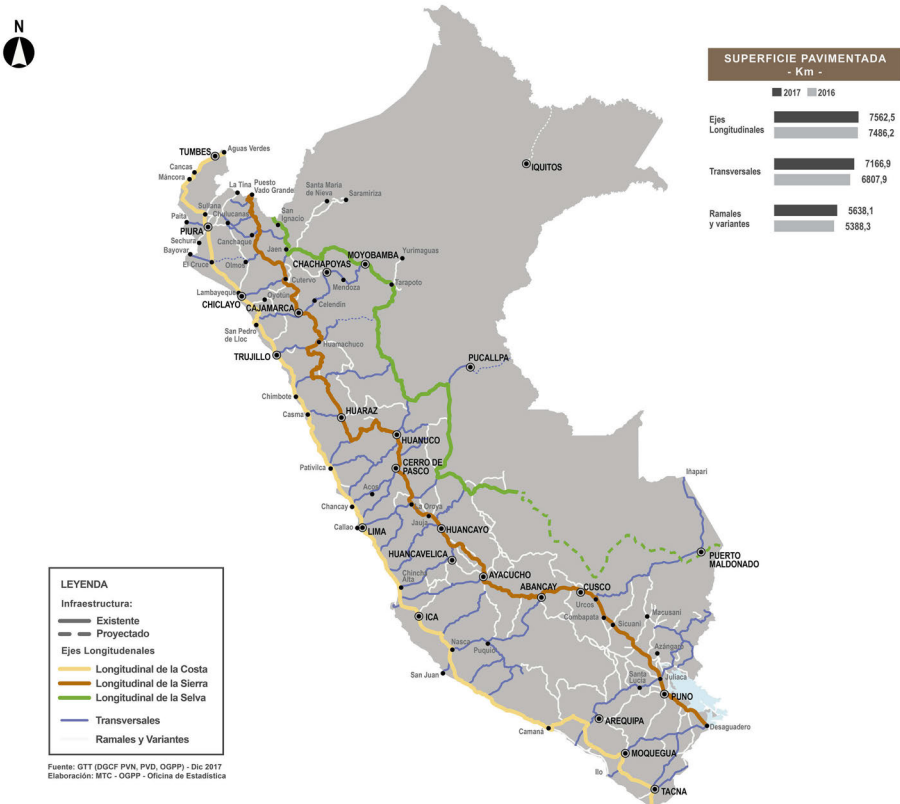 N
SUPERFICIE PAVIMENTADA
- Km -
2017 2016
Ejes
Longitudinales
7562,5
7486,2
Transversales
7166,9
6807,9
Ramales
y variantes
5638,1
5388,3
TUMBES
Aguas Verdes
Cancas
Máncora
La Tina
Puesto
Vado Grande
Santa Maria
de Nieva
Saramiriza
IQUITOS
Sullana
Paita
Chulucanas
San
Ignacio
PIURA
Canchaque
Sechura
Bayovar
Jaen
El Cruce
Olmos
MOYOBAMBA
Yurimaguas
CHACHAPOYAS
Cutervo
Mendoza
Tarapoto
Lambayeque
Oyotún
CHICLAYO
CAJAMARCA
Celendín
San Pedro
de Lloc
Huamachuco
TRUJILLO
PUCALLPA
Chimbote
Casma
HUARAZ
HUANUCO
CERRO DE
PASCO
Pativilca
Acos
Iñapari
Chancay
La Oroya
Jauja
Callao
LIMA
HUANCAYO
HUANCAVELICA
PUERTO
MALDONADO
Chincha
Alta
AYACUCHO
ABANCAY
CUSCO
Urcos
ICA
Combapata
Macusani
Sicuani
Nasca
Puquio
Azángaro
San Juan
Santa
Lucia
Juliaca
PUNO
Camaná
AREQUIPA
Desaguadero
MOQUEGUA
Ilo
TACNA
LEYENDA
Infraestructura:
Existente
Proyectado
Ejes Longitudenales
Longitudinal de la Costa
Longitudinal de la Sierra
Longitudinal de la Selva
Transversales
Ramales y Variantes
Fuente: GTT (DGCF PVN, PVD, OGPP) - Dic 2017
Elaboración: MTC - OGPP - Oficina de Estadística